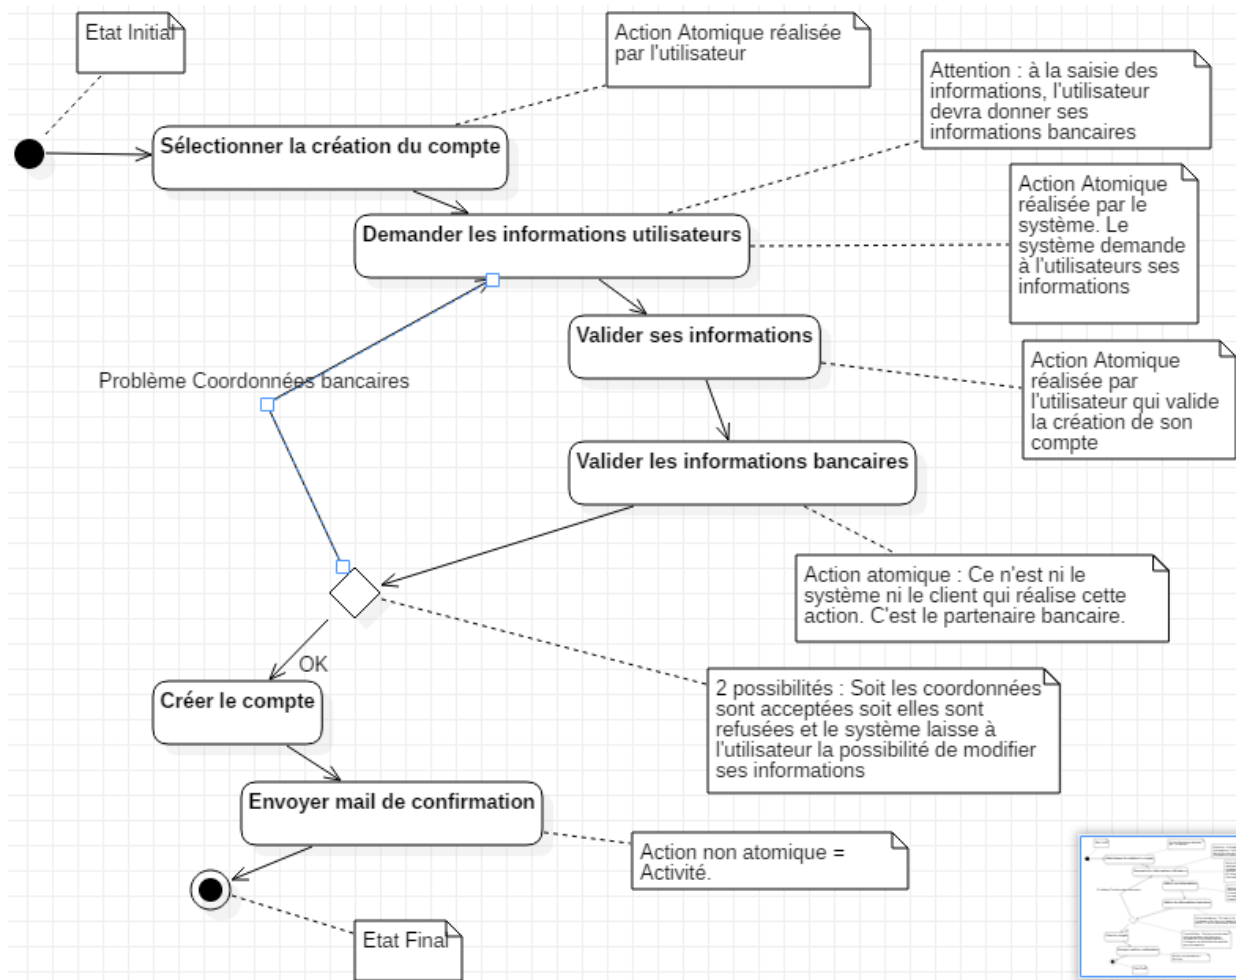 Etat Initial
Action Atomique réalisée
par l'utilisateur
Attention : à la saisie des
informations, l'utilisateur
devra donner ses
informations bancaires
Sélectionner la création du compte
Action Atomique
réalisée par le
système. Le
système demande
à l'utilisateurs ses
informations
Demander les informations utilisateurs
Valider ses informations
Action Atomique
réalisée par
l'utilisateur qui valide
la création de son
compte
Problème Coordonnées bancaires
Valider les informations bancaires
Action atomique : Ce n'est ni le
système ni le client qui réalise cette
action. C'est le partenaire bancaire.
OK
2 possibilités : Soit les coordonnées
sont acceptées soit elles sont
refusées et le système laisse à
l'utilisateur la possibilité de modifier
ses informations
Créer le compte
Envoyer mail de confirmation
Action non atomique =
Activité.
Etat Final